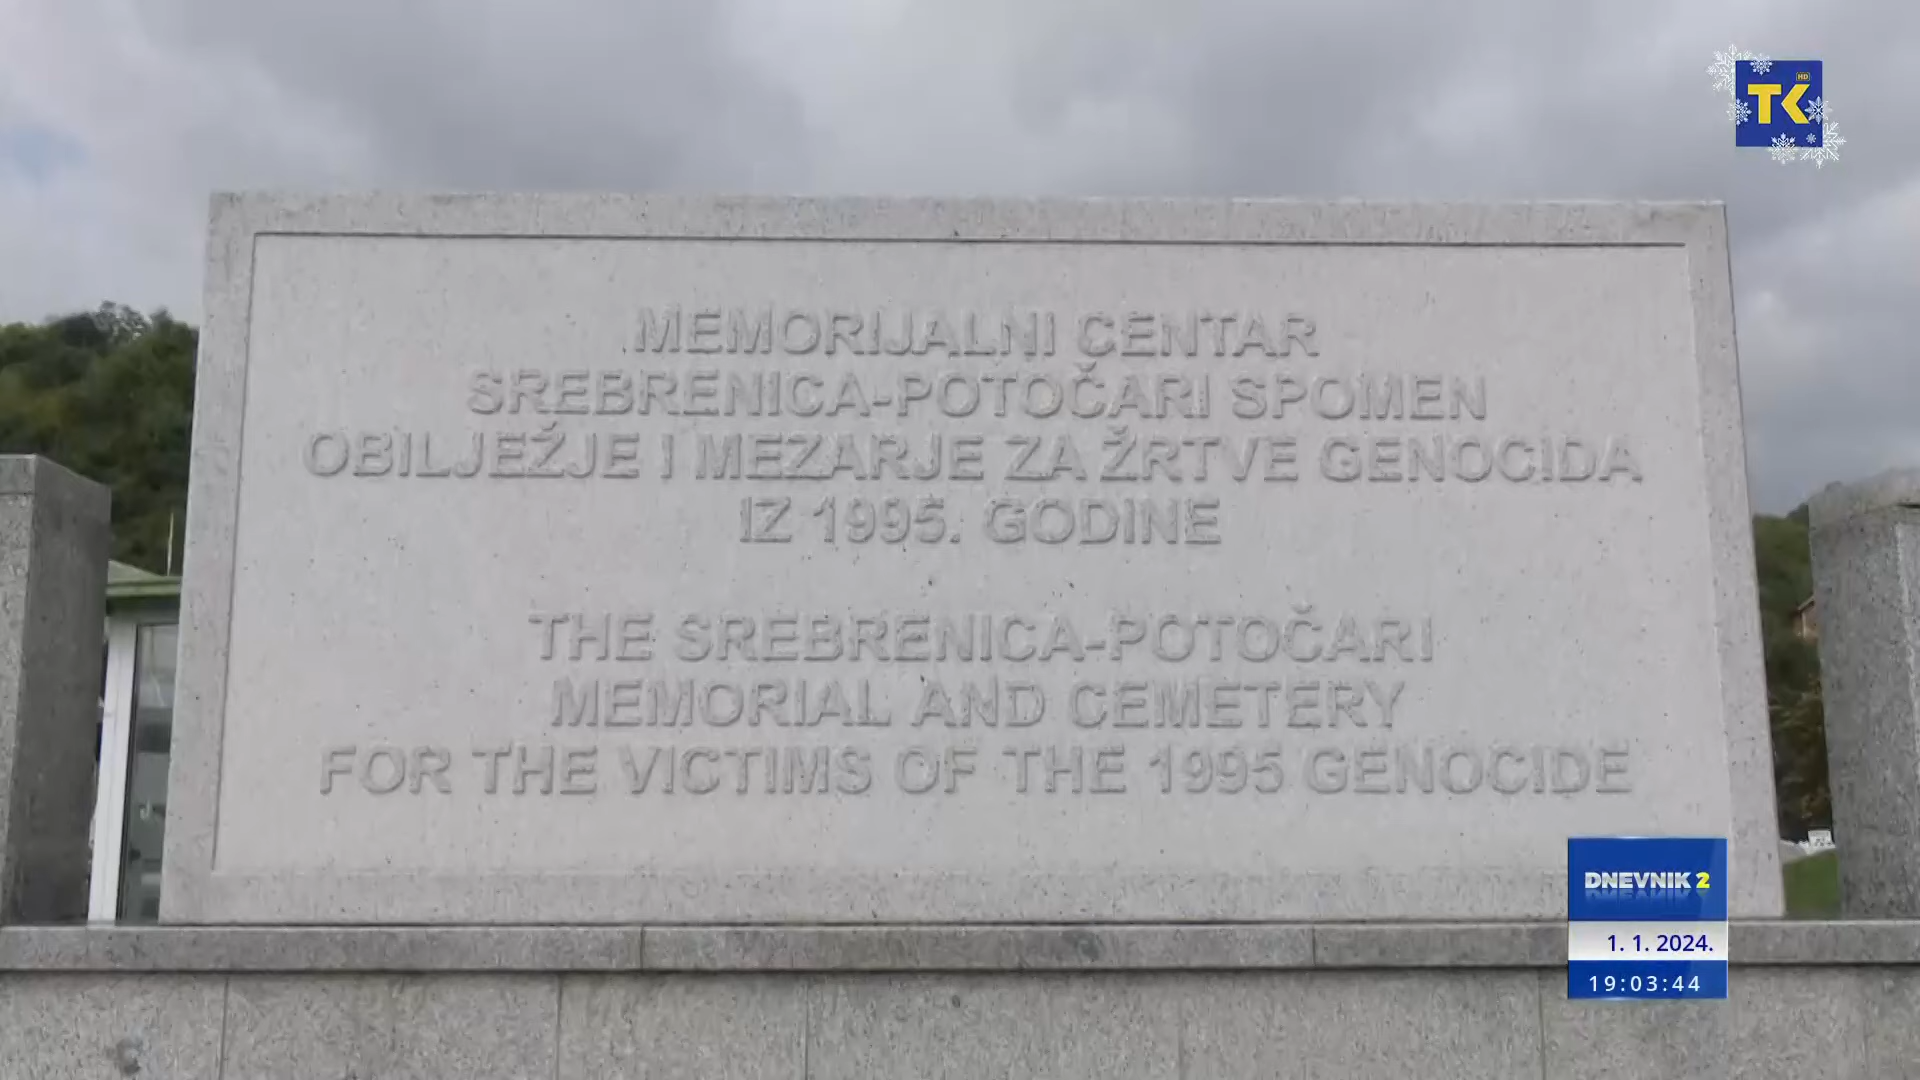 TK HD
MEMORIJALNI CENTAR
SREBRENICA-POTOČARI SPOMEN
OBILJEŽJE I MEZARJE ZA ŽRTVE GENOCIDA
IZ 1995. GODINE
THE SREBRENICA-POTOČARI
MEMORIAL AND CEMETERY
FOR THE VICTIMS OF THE 1995 GENOCIDE
DNEVNIK 2
1. 1. 2024.
19:03:44